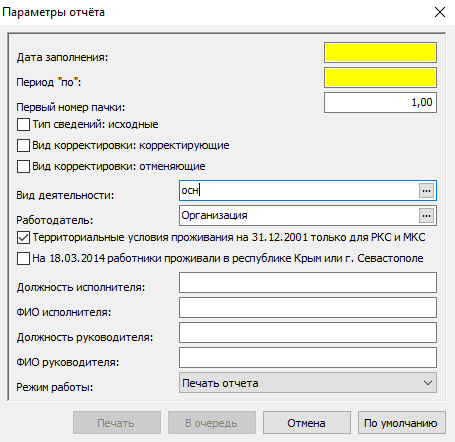 Параметры отчёта
Дата заполнения:
Период "по":
Первый номер пачки: 1,00
Тип сведений: исходные
Вид корректировки: корректирующие
Вид корректировки: отменяющие
Вид деятельности: осн ...
Работодатель: Организация ...
Территориальные условия проживания на 31.12.2001 только для РКС и МКС
На 18.03.2014 работники проживали в республике Крым или г. Севастополе
Должность исполнителя:
ФИО исполнителя:
Должность руководителя:
ФИО руководителя:
Режим работы: Печать отчета
Печать В очередь Отмена По умолчанию